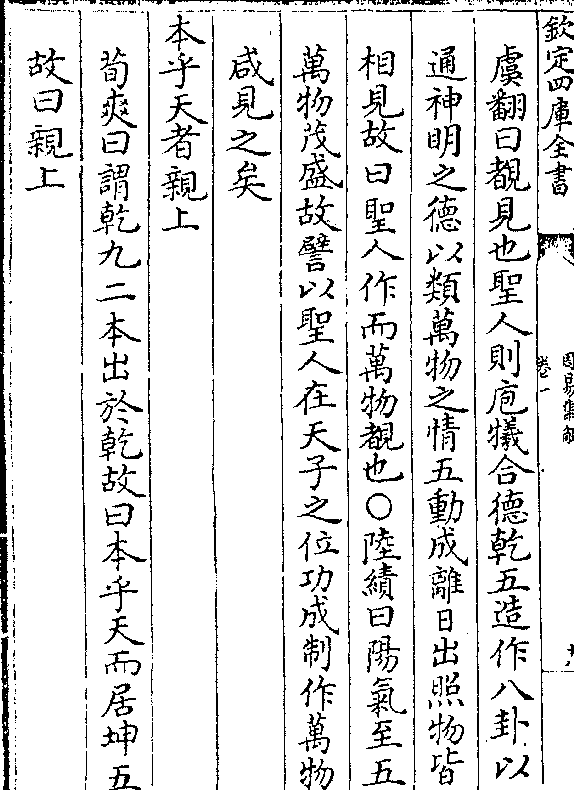 欽定四庫全書
周易集解
卷一
十八
虞翻曰覩見也聖人則庖犧合德乾五造作八卦以
通神明之德以類萬物之情五動成離日出照物皆
相見故曰聖人作而萬物覩也〇陸績曰陽氣至五
萬物茂盛故譬以聖人在天子之位功成制作萬物
咸見之矣
本乎天者親上
荀爽曰謂乾九二本出於乾故曰本乎天而居坤五
故曰親上